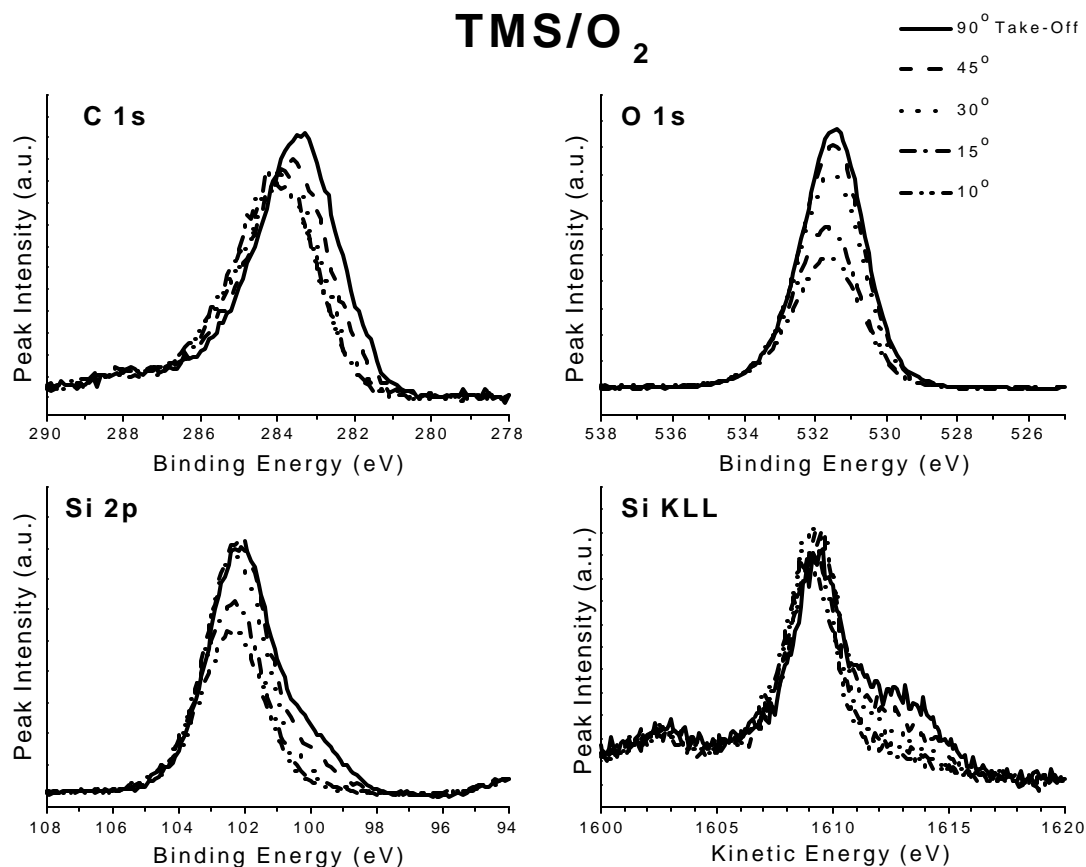 TMS/O₂
90° Take-Off
45°
30°
15°
10°
C 1s
Peak Intensity (a.u.)
290 288 286 284 282 280 278
Binding Energy (eV)
O 1s
Peak Intensity (a.u.)
538 536 534 532 530 528 526
Binding Energy (eV)
Si 2p
Peak Intensity (a.u.)
108 106 104 102 100 98 96 94
Binding Energy (eV)
Si KLL
Peak Intensity (a.u.)
1600 1605 1610 1615 1620
Kinetic Energy (eV)